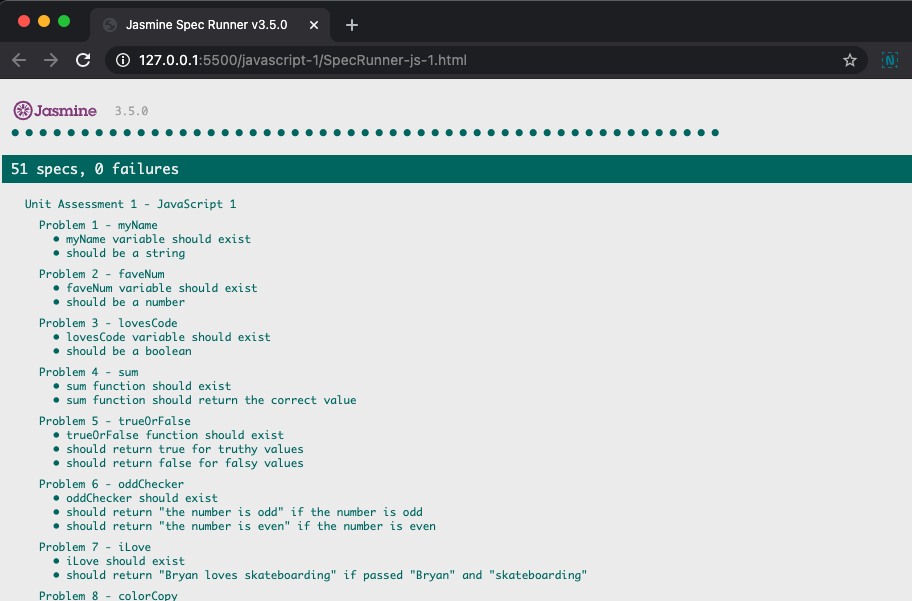 Jasmine Spec Runner v3.5.0
127.0.0.1:5500/javascript-1/SpecRunner-js-1.html
Jasmine 3.5.0
51 specs, 0 failures
Unit Assessment 1 - JavaScript 1
Problem 1 - myName
• myName variable should exist
• should be a string
Problem 2 - faveNum
• faveNum variable should exist
• should be a number
Problem 3 - lovesCode
• lovesCode variable should exist
• should be a boolean
Problem 4 - sum
• sum function should exist
• sum function should return the correct value
Problem 5 - trueOrFalse
• trueOrFalse function should exist
• should return true for truthy values
• should return false for falsy values
Problem 6 - oddChecker
• oddChecker should exist
• should return "the number is odd" if the number is odd
• should return "the number is even" if the number is even
Problem 7 - iLove
• iLove should exist
• should return "Bryan loves skateboarding" if passed "Bryan" and "skateboarding"
Problem 8 - colorCopy